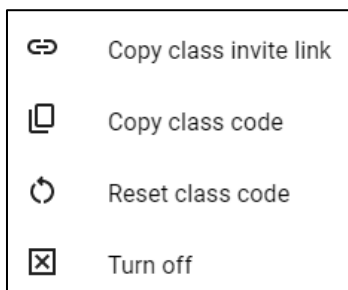 Copy class invite link
Copy class code
Reset class code
Turn off